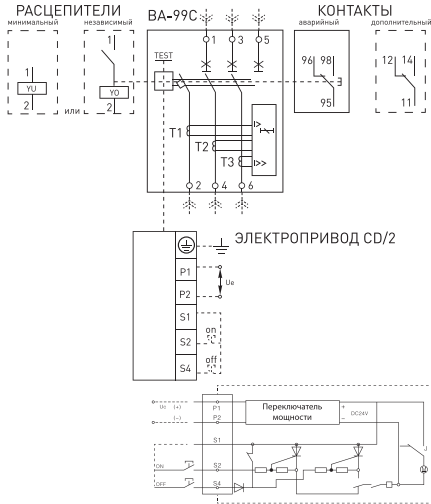 РАСЦЕПИТЕЛИ
минимальный
независимый
ВА-99С
КОНТАКТЫ
аварийный
дополнительный
1
3
5
1
1
TEST
96
98
12
14
YU
YO
2
или
2
95
11
T1
I>
T2
T3
I>>
2
4
6
ЭЛЕКТРОПРИВОД CD/2
P1
Ue
P2
S1
on
S2
off
S4
Uc (+)
P1
Переключатель
мощности
+
DC24V
(-)
P2
-
S1
J
ON
S2
OFF
S4